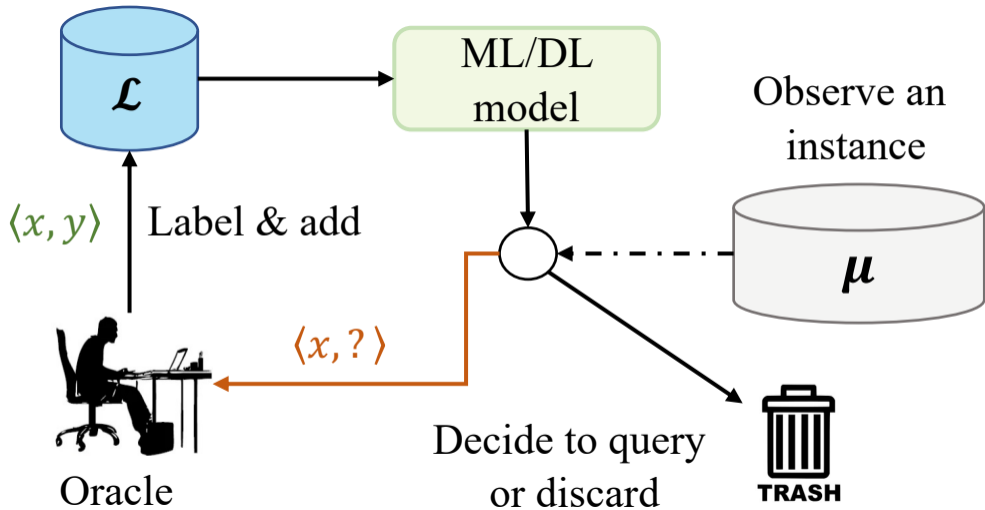 ℒ
ML/DL
model
Observe an
instance
⟨x, y⟩
Label & add
μ
⟨x, ?⟩
Decide to query
or discard
Oracle
TRASH